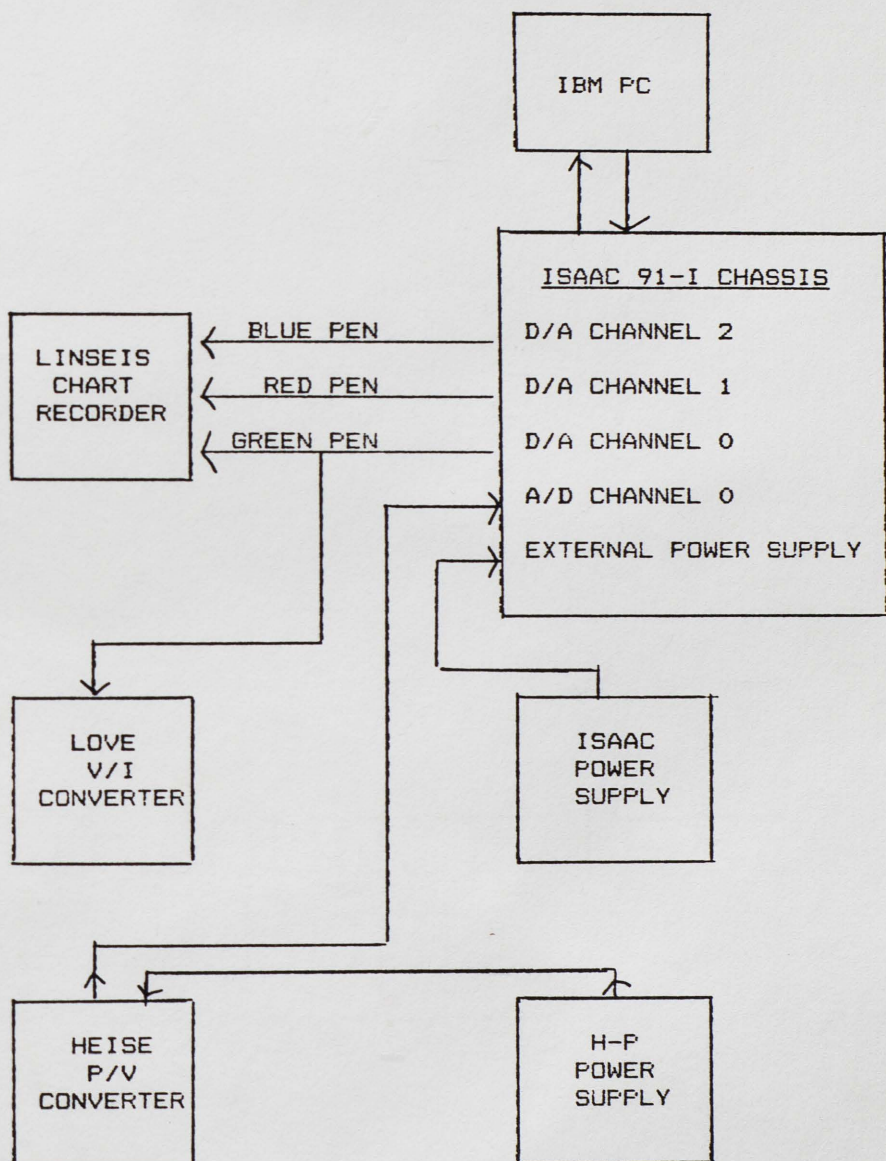 IBM PC
ISAAC 91-I CHASSIS
BLUE PEN
D/A CHANNEL 2
LINSEIS
CHART
RECORDER
RED PEN
D/A CHANNEL 1
GREEN PEN
D/A CHANNEL 0
A/D CHANNEL 0
EXTERNAL POWER SUPPLY
LOVE
V/I
CONVERTER
ISAAC
POWER
SUPPLY
HEISE
P/V
CONVERTER
H-P
POWER
SUPPLY